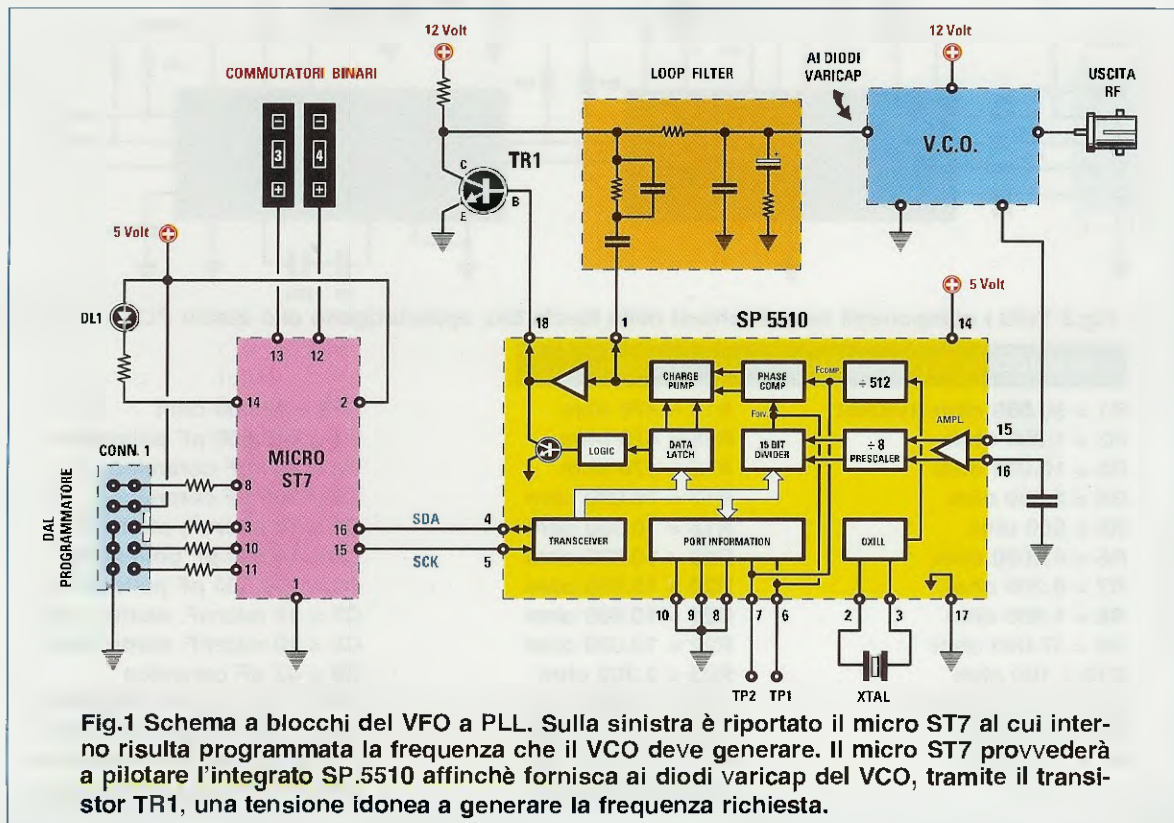 12 Volt
12 Volt
COMMUTATORI BINARI
LOOP FILTER
AI DIODI
VARICAP
USCITA
RF
V.C.O.
3
4
TR1
C
B
E
5 Volt
5 Volt
DL1
SP.5510
13
12
18
1
14
14
2
CHARGE
PUMP
PHASE
COMP
FCOMP.
÷ 512
AMPL.
15
16
FDIV.
LOGIC
DATA
LATCH
15 BIT
DIVIDER
÷ 8
PRESCALER
CONN. 1
DAL
PROGRAMMATORE
MICRO
ST7
8
3
10
11
16
15
1
SDA
SCK
4
5
TRANSCEIVER
PORT INFORMATION
OXILL
10
9
8
7
6
2
3
17
TP2
TP1
XTAL
Fig.1 Schema a blocchi del VFO a PLL. Sulla sinistra è riportato il micro ST7 al cui inter-
no risulta programmata la frequenza che il VCO deve generare. Il micro ST7 provvederà
a pilotare l'integrato SP.5510 affinchè fornisca ai diodi varicap del VCO, tramite il transi-
stor TR1, una tensione idonea a generare la frequenza richiesta.